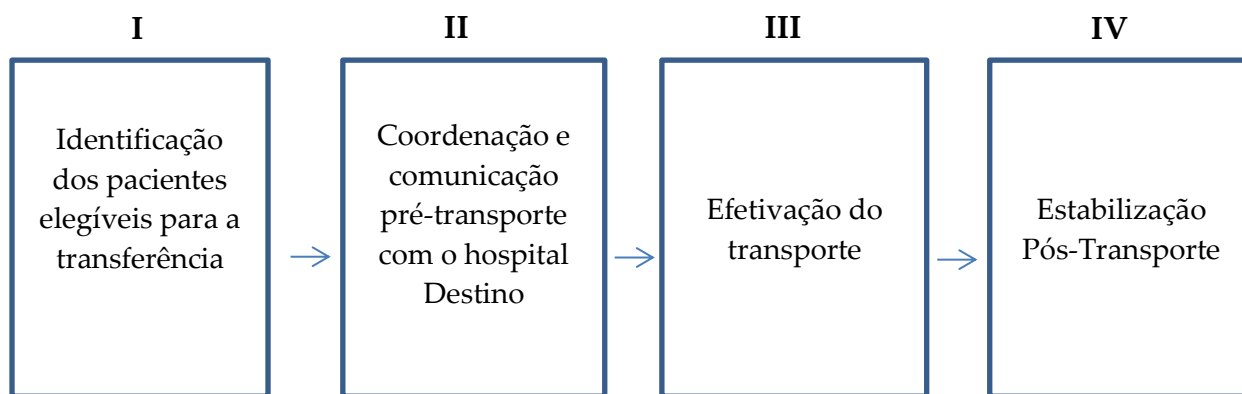 I
II
III
IV
Identificação
dos pacientes
elegíveis para a
transferência
Coordenação e
comunicação
pré-transporte
com o hospital
Destino
Efetivação do
transporte
Estabilização
Pós-Transporte